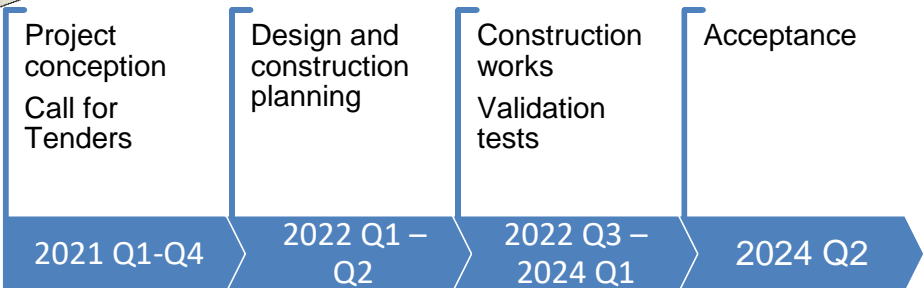 Project
conception
Call for
Tenders
Design and
construction
planning
Construction
works
Validation
tests
Acceptance
2021 Q1-Q4
2022 Q1 –
Q2
2022 Q3 –
2024 Q1
2024 Q2